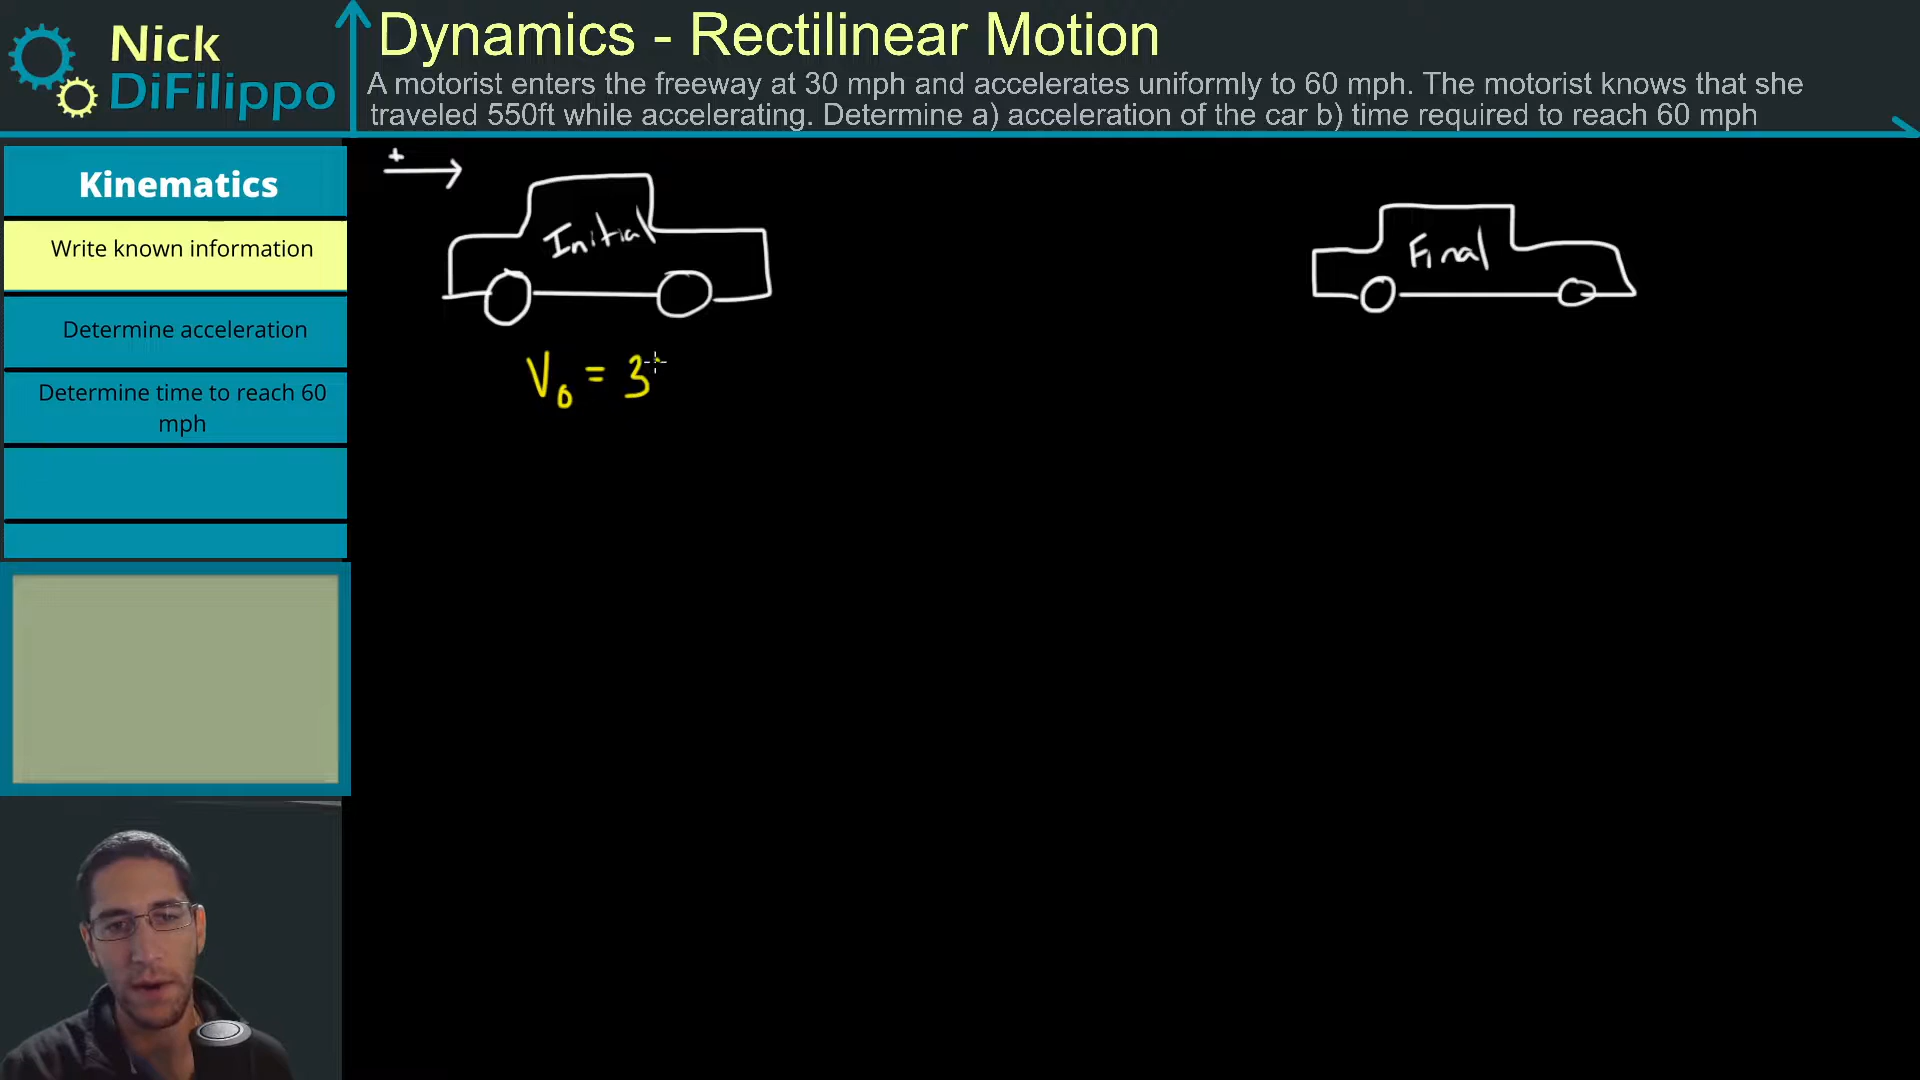 Nick
DiFilippo
Dynamics - Rectilinear Motion
A motorist enters the freeway at 30 mph and accelerates uniformly to 60 mph. The motorist knows that she
traveled 550ft while accelerating. Determine a) acceleration of the car b) time required to reach 60 mph
Kinematics
Write known information
Determine acceleration
Determine time to reach 60
mph
+
Initial
Final
V₀ = 3